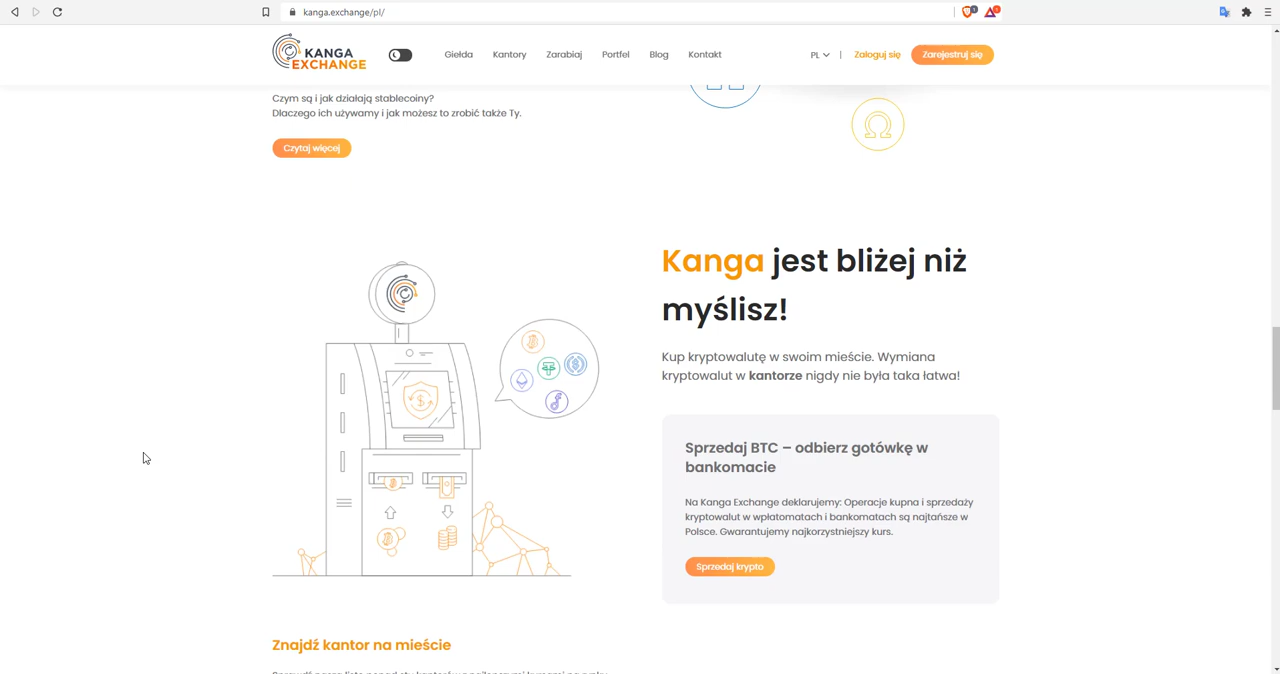 kanga.exchange/pl/
KANGA
EXCHANGE
Giełda
Kantory
Zarabiaj
Portfel
Blog
Kontakt
PL
Zaloguj się
Zarejestruj się
Czym są i jak działają stablecoiny?
Dlaczego ich używamy i jak możesz to zrobić także Ty.
Czytaj więcej
Kanga jest bliżej niż
myślisz!
Kup kryptowalutę w swoim mieście. Wymiana
kryptowalut w kantorze nigdy nie była taka łatwa!
Sprzedaj BTC – odbierz gotówkę w
bankomacie
Na Kanga Exchange deklarujemy: Operacje kupna i sprzedaży
kryptowalut w wpłatomatach i bankomatach są najtańsze w
Polsce. Gwarantujemy najkorzystniejszy kurs.
Sprzedaj krypto
Znajdź kantor na mieście